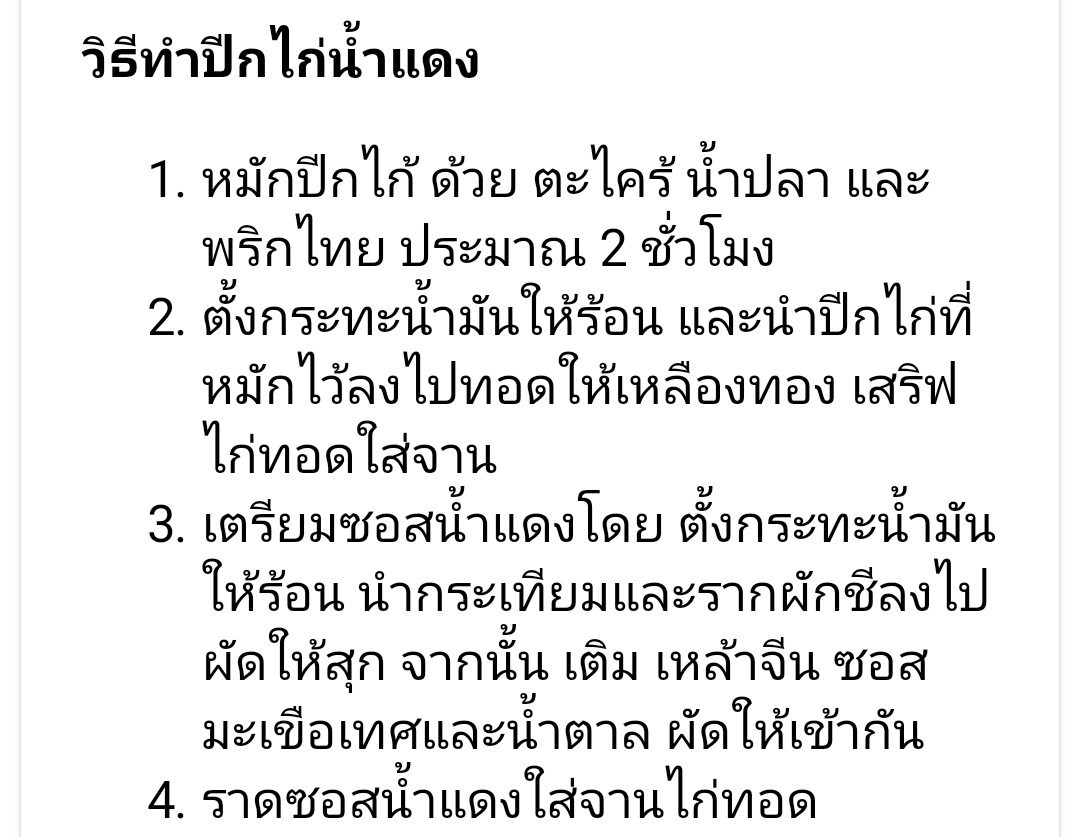 วิธีทำปีกไก่น้ำแดง
1. หมักปีกไก้ ด้วย ตะไคร้ น้ำปลา และ
พริกไทย ประมาณ 2 ชั่วโมง
2. ตั้งกระทะน้ำมันให้ร้อน และนำปีกไก่ที่
หมักไว้ลงไปทอดให้เหลืองทอง เสริฟ
ไก่ทอดใส่จาน
3. เตรียมซอสน้ำแดงโดย ตั้งกระทะน้ำมัน
ให้ร้อน นำกระเทียมและรากผักชีลงไป
ผัดให้สุก จากนั้น เติม เหล้าจีน ซอส
มะเขือเทศและน้ำตาล ผัดให้เข้ากัน
4. ราดซอสน้ำแดงใส่จานไก่ทอด